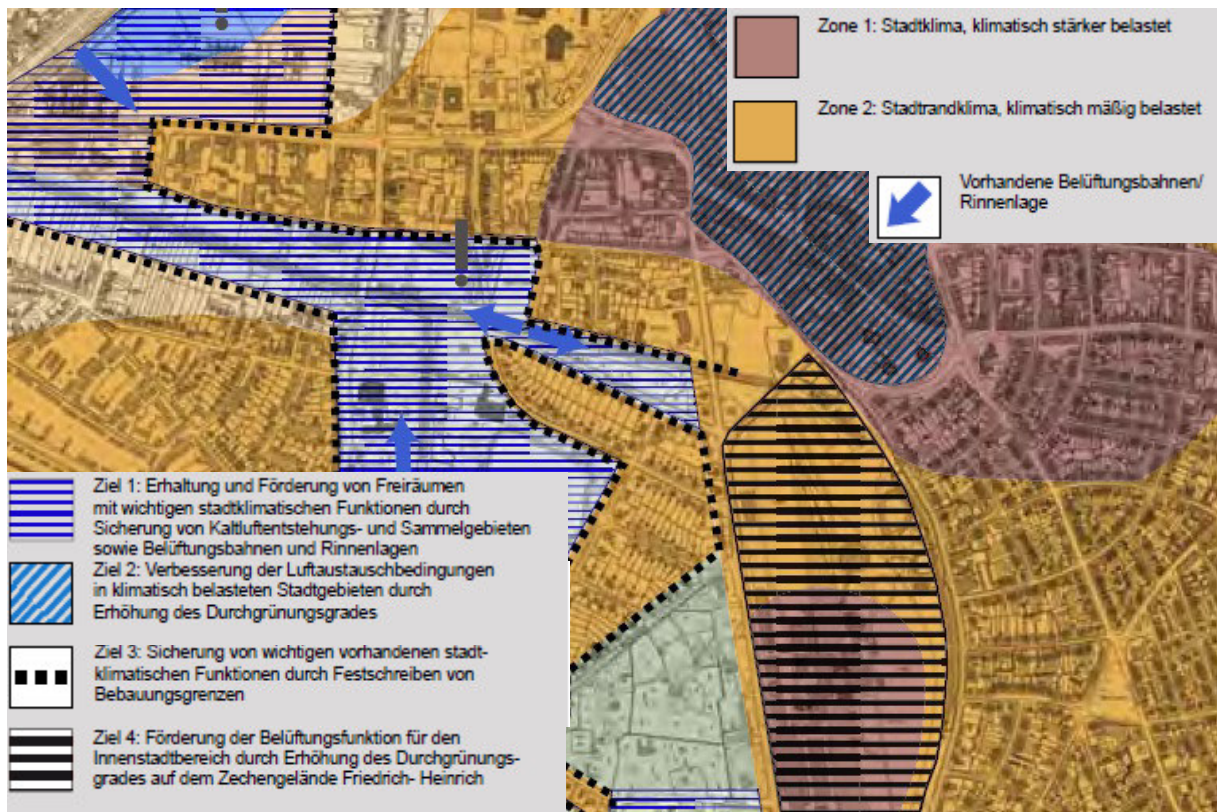 Zone 1: Stadtklima, klimatisch stärker belastet
Zone 2: Stadtrandklima, klimatisch mäßig belastet
Vorhandene Belüftungsbahnen/
Rinnenlage
Ziel 1: Erhaltung und Förderung von Freiräumen
mit wichtigen stadtklimatischen Funktionen durch
Sicherung von Kaltluftentstehungs- und Sammelgebieten
sowie Belüftungsbahnen und Rinnenlagen
Ziel 2: Verbesserung der Luftaustauschbedingungen
in klimatisch belasteten Stadtgebieten durch
Erhöhung des Durchgrünungsgrades
Ziel 3: Sicherung von wichtigen vorhandenen stadt-
klimatischen Funktionen durch Festschreiben von
Bebauungsgrenzen
Ziel 4: Förderung der Belüftungsfunktion für den
Innenstadtbereich durch Erhöhung des Durchgrünungs-
grades auf dem Zechengelände Friedrich- Heinrich